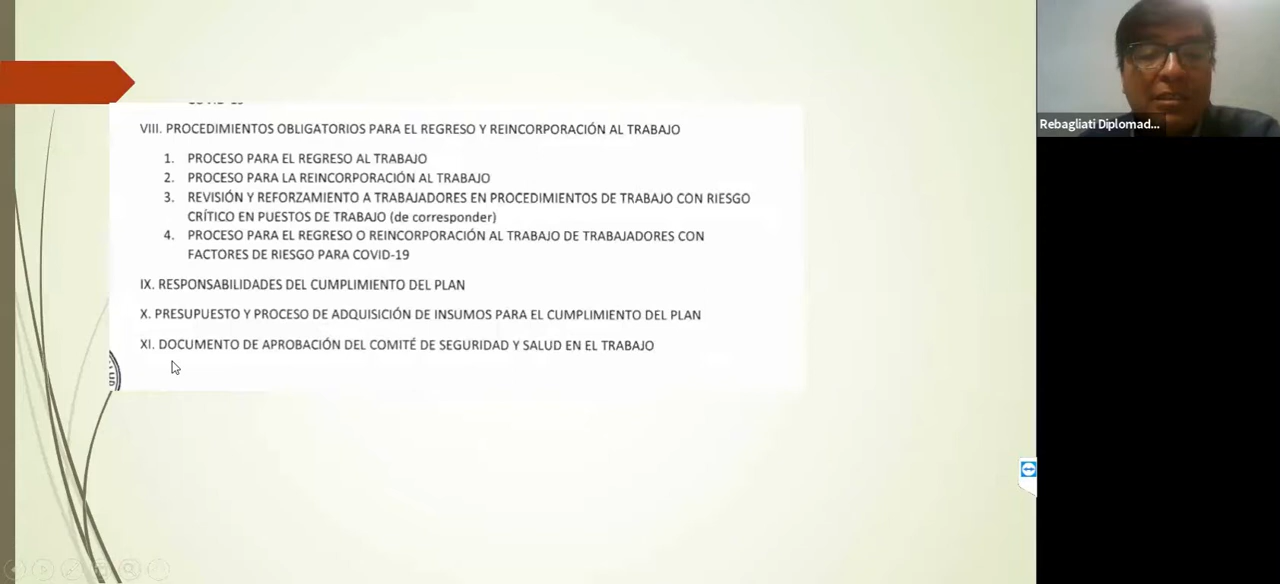 VIII. PROCEDIMIENTOS OBLIGATORIOS PARA EL REGRESO Y REINCORPORACIÓN AL TRABAJO
1. PROCESO PARA EL REGRESO AL TRABAJO
2. PROCESO PARA LA REINCORPORACIÓN AL TRABAJO
3. REVISIÓN Y REFORZAMIENTO A TRABAJADORES EN PROCEDIMIENTOS DE TRABAJO CON RIESGO
CRÍTICO EN PUESTOS DE TRABAJO (de corresponder)
4. PROCESO PARA EL REGRESO O REINCORPORACIÓN AL TRABAJO DE TRABAJADORES CON
FACTORES DE RIESGO PARA COVID-19
IX. RESPONSABILIDADES DEL CUMPLIMIENTO DEL PLAN
X. PRESUPUESTO Y PROCESO DE ADQUISICIÓN DE INSUMOS PARA EL CUMPLIMIENTO DEL PLAN
XI. DOCUMENTO DE APROBACIÓN DEL COMITÉ DE SEGURIDAD Y SALUD EN EL TRABAJO
Rebagliati Diplomad...